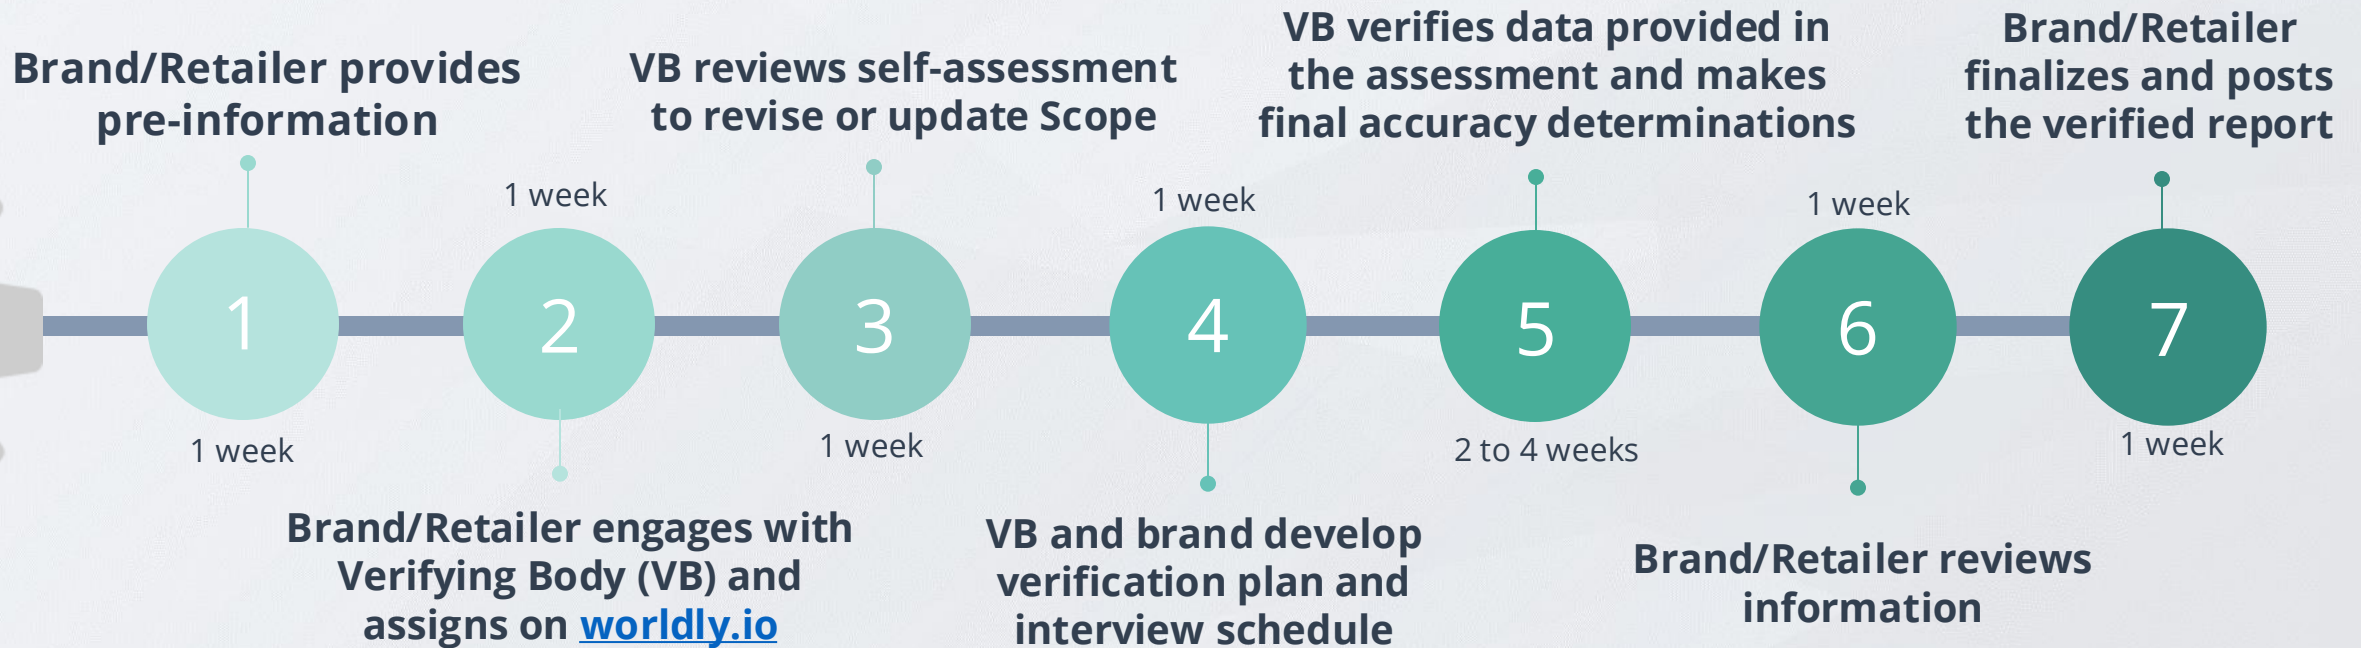 Brand/Retailer provides
pre-information
1
1 week
1 week
2
Brand/Retailer engages with
Verifying Body (VB) and
assigns on worldly.io
VB reviews self-assessment
to revise or update Scope
3
1 week
1 week
4
VB and brand develop
verification plan and
interview schedule
VB verifies data provided in
the assessment and makes
final accuracy determinations
5
2 to 4 weeks
1 week
6
Brand/Retailer reviews
information
Brand/Retailer
finalizes and posts
the verified report
7
1 week